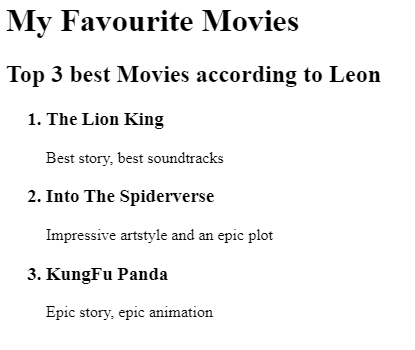 My Favourite Movies
Top 3 best Movies according to Leon
1. The Lion King
Best story, best soundtracks
2. Into The Spiderverse
Impressive artstyle and an epic plot
3. KungFu Panda
Epic story, epic animation